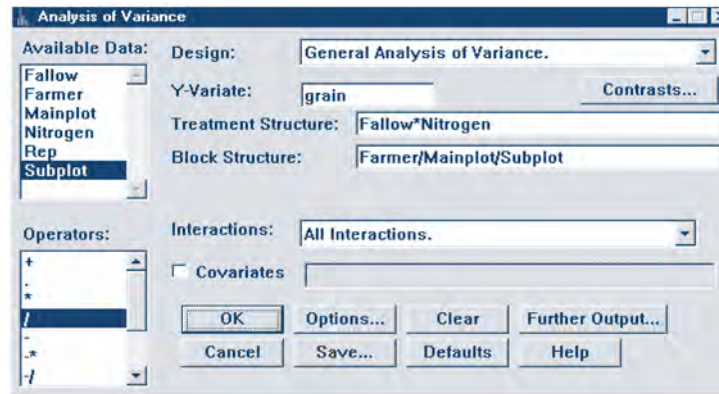 Analysis of Variance
Available Data:
Fallow
Farmer
Mainplot
Nitrogen
Rep
Subplot
Design:
General Analysis of Variance.
Y-Variate:
grain
Contrasts...
Treatment Structure:
Fallow*Nitrogen
Block Structure:
Farmer/Mainplot/Subplot
Operators:
+
.
*
/
-
-*
-/
Interactions:
All Interactions.
Covariates
OK
Options...
Clear
Further Output...
Cancel
Save...
Defaults
Help